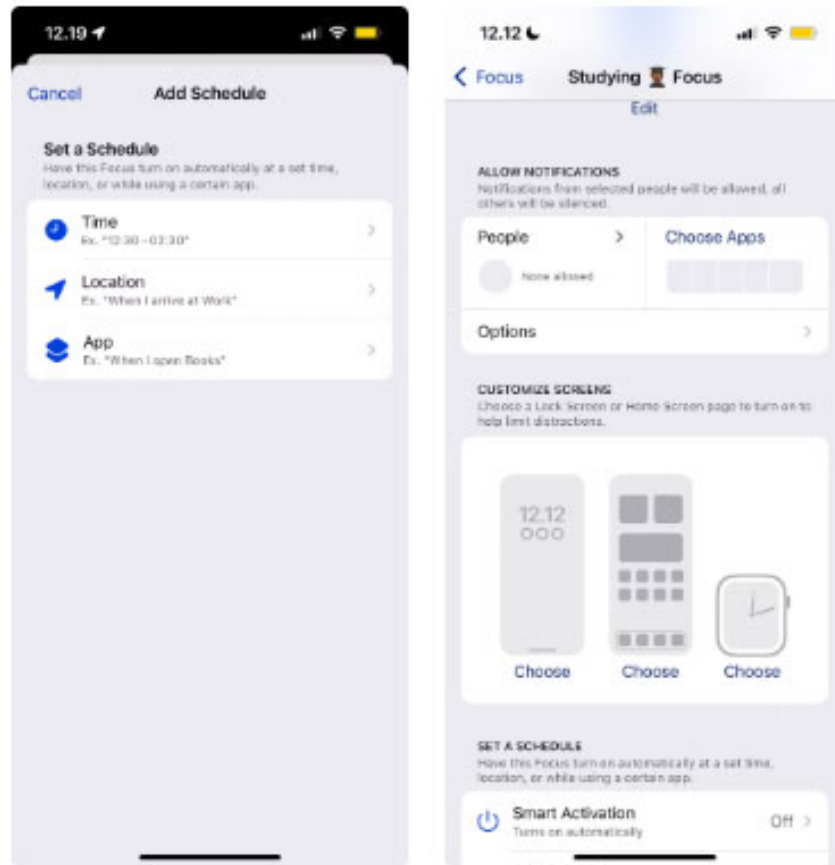 12.19
Cancel
Add Schedule
Set a Schedule
Have this Focus turn on automatically at a set time,
location, or while using a certain app.
Time
Ex. "12:30 - 02:30"
Location
Ex. "When I arrive at Work"
App
Ex. "When I open Books"
12.12
Focus
Studying Focus
Edit
ALLOW NOTIFICATIONS
Notifications from selected people will be allowed, all
others will be silenced.
People
Choose Apps
None allowed
Options
CUSTOMIZE SCREENS
Choose a Lock Screen or Home Screen page to turn on to
help limit distractions.
12.12
Choose
Choose
Choose
SET A SCHEDULE
Have this Focus turn on automatically at a set time,
location, or while using a certain app.
Smart Activation
Off
Turns on automatically